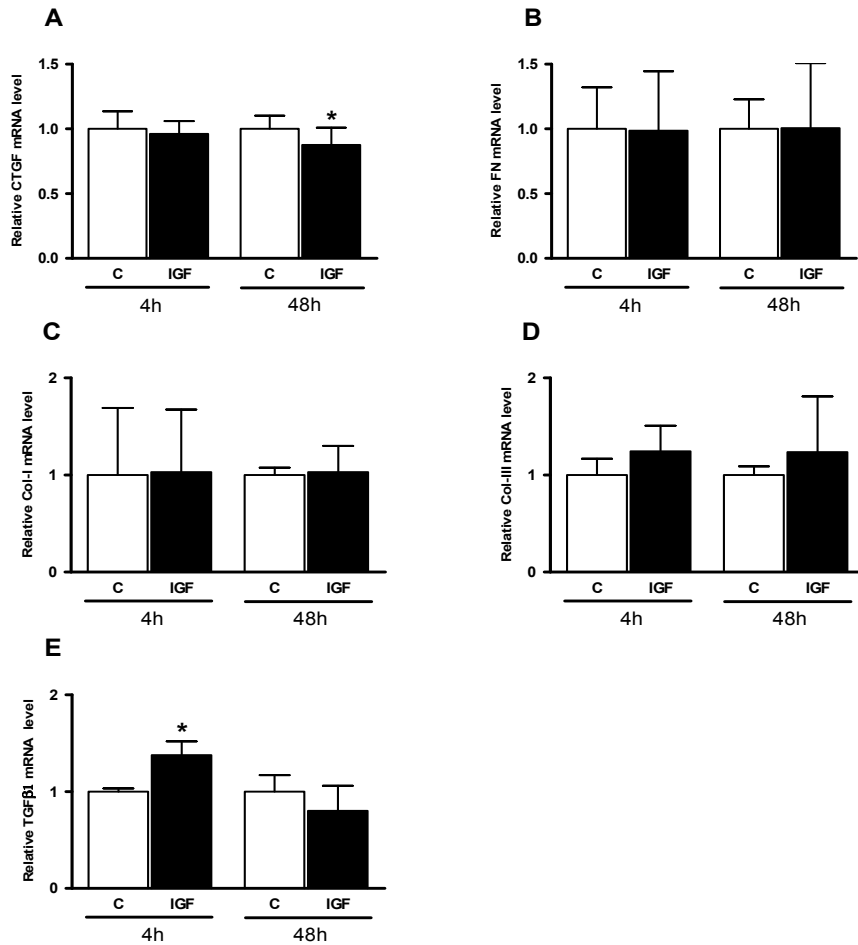 A
Relative CTGF mRNA level
1.5
1.0
0.5
0.0
*
C IGF C IGF
4h 48h
B
Relative FN mRNA level
1.5
1.0
0.5
0.0
C IGF C IGF
4h 48h
C
Relative Col-I mRNA level
2
1
0
C IGF C IGF
4h 48h
D
Relative Col-III mRNA level
2
1
0
C IGF C IGF
4h 48h
E
Relative TGFβ1 mRNA level
2
1
0
*
C IGF C IGF
4h 48h